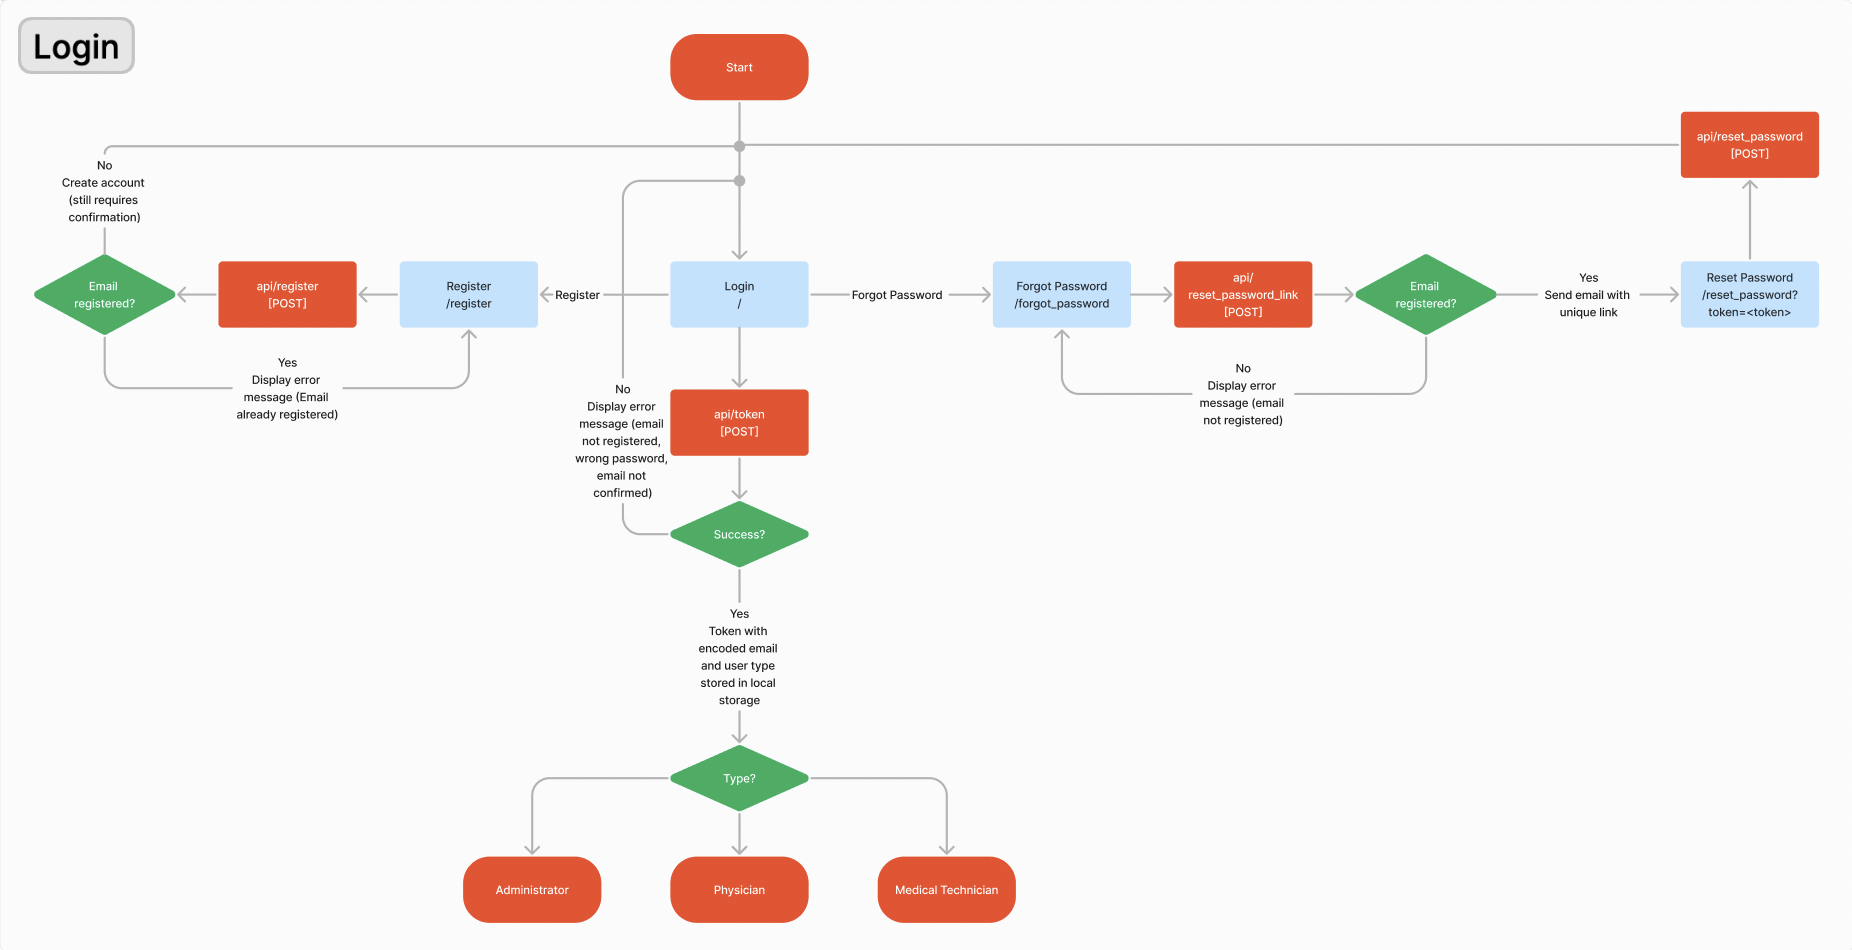 Login
Start
api/reset_password
[POST]
No
Create account
(still requires
confirmation)
Email
registered?
api/register
[POST]
Register
/register
Register
Login
/
Forgot Password
Forgot Password
/forgot_password
api/
reset_password_link
[POST]
Email
registered?
Yes
Send email with
unique link
Reset Password
/reset_password?
token=<token>
Yes
Display error
message (Email
already registered)
No
Display error
message (email
not registered,
wrong password,
email not
confirmed)
api/token
[POST]
No
Display error
message (email
not registered)
Success?
Yes
Token with
encoded email
and user type
stored in local
storage
Type?
Administrator
Physician
Medical Technician